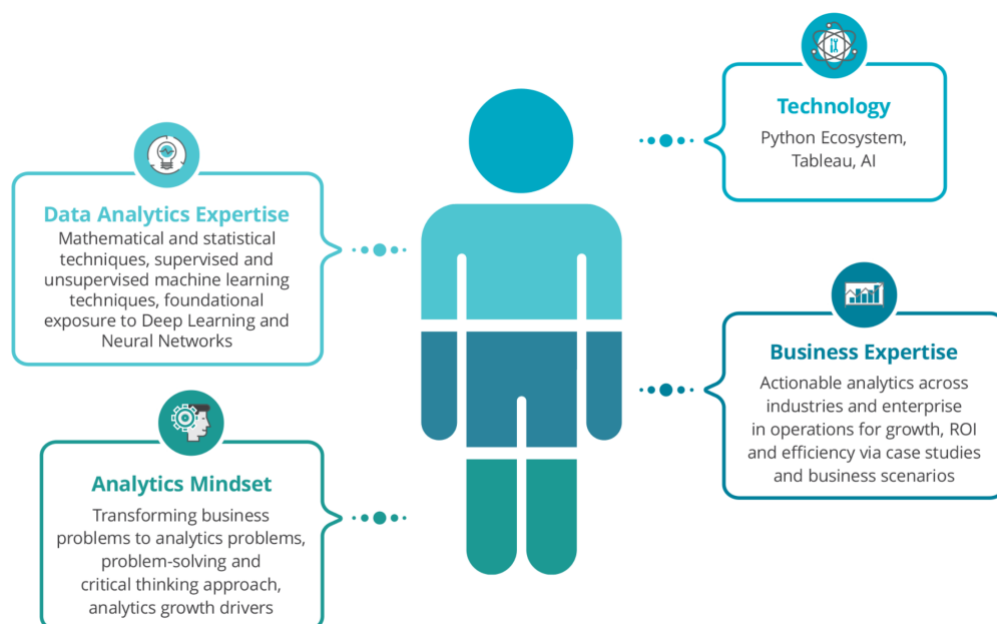 Technology
Python Ecosystem,
Tableau, AI
Data Analytics Expertise
Mathematical and statistical
techniques, supervised and
unsupervised machine learning
techniques, foundational
exposure to Deep Learning and
Neural Networks
Business Expertise
Actionable analytics across
industries and enterprise
in operations for growth, ROI
and efficiency via case studies
and business scenarios
Analytics Mindset
Transforming business
problems to analytics problems,
problem-solving and
critical thinking approach,
analytics growth drivers